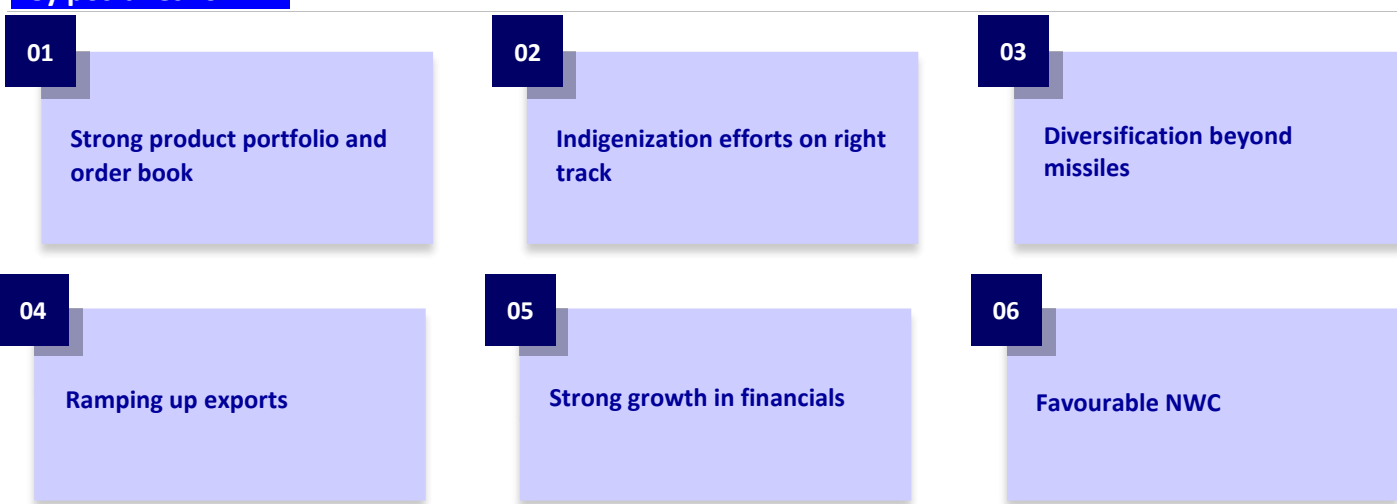 01
Strong product portfolio and
order book
02
Indigenization efforts on right
track
03
Diversification beyond
missiles
04
Ramping up exports
05
Strong growth in financials
06
Favourable NWC